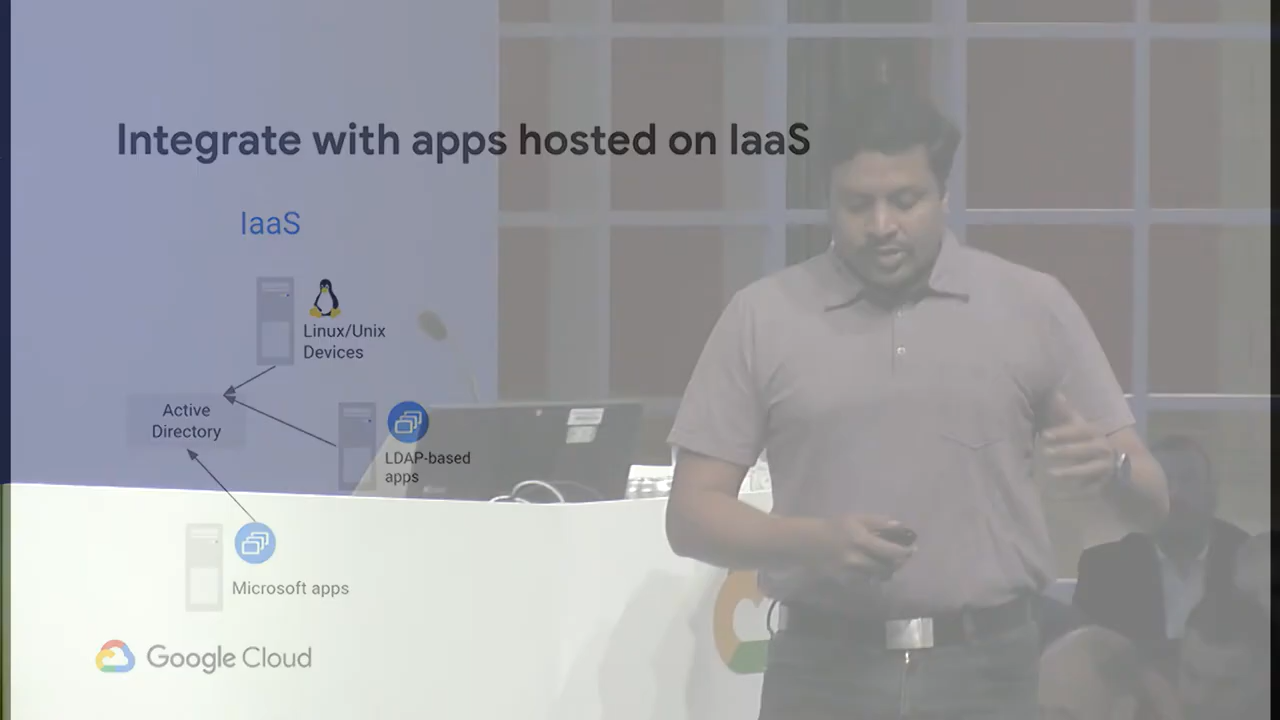 Integrate with apps hosted on IaaS
IaaS
Linux/Unix
Devices
Active
Directory
LDAP-based
apps
Microsoft apps
Google Cloud